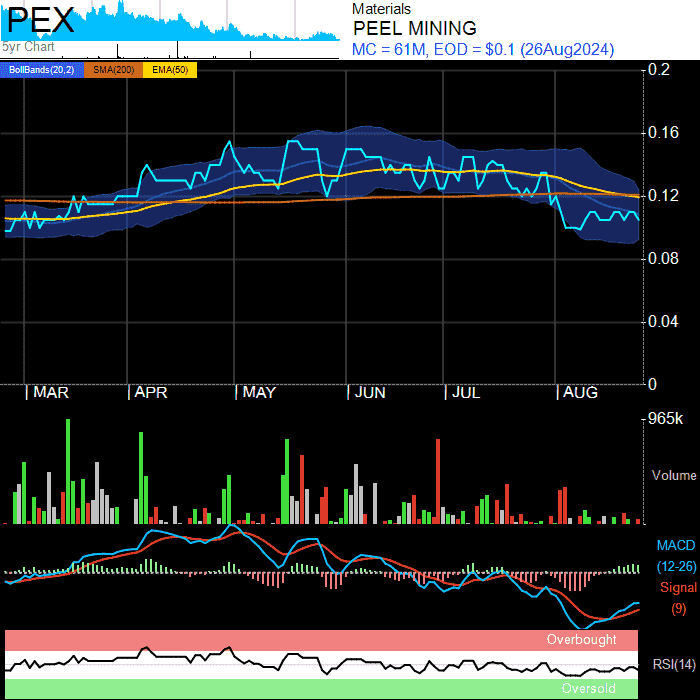 PEX
5yr Chart
Materials
PEEL MINING
MC = 61M, EOD = $0.1 (26Aug2024)
BollBands(20,2) SMA(200) EMA(50)
0.2
0.16
0.12
0.08
0.04
0
| MAR | APR | MAY | JUN | JUL | AUG
965k
Volume
MACD
(12-26)
Signal
(9)
Overbought
RSI(14)
Oversold